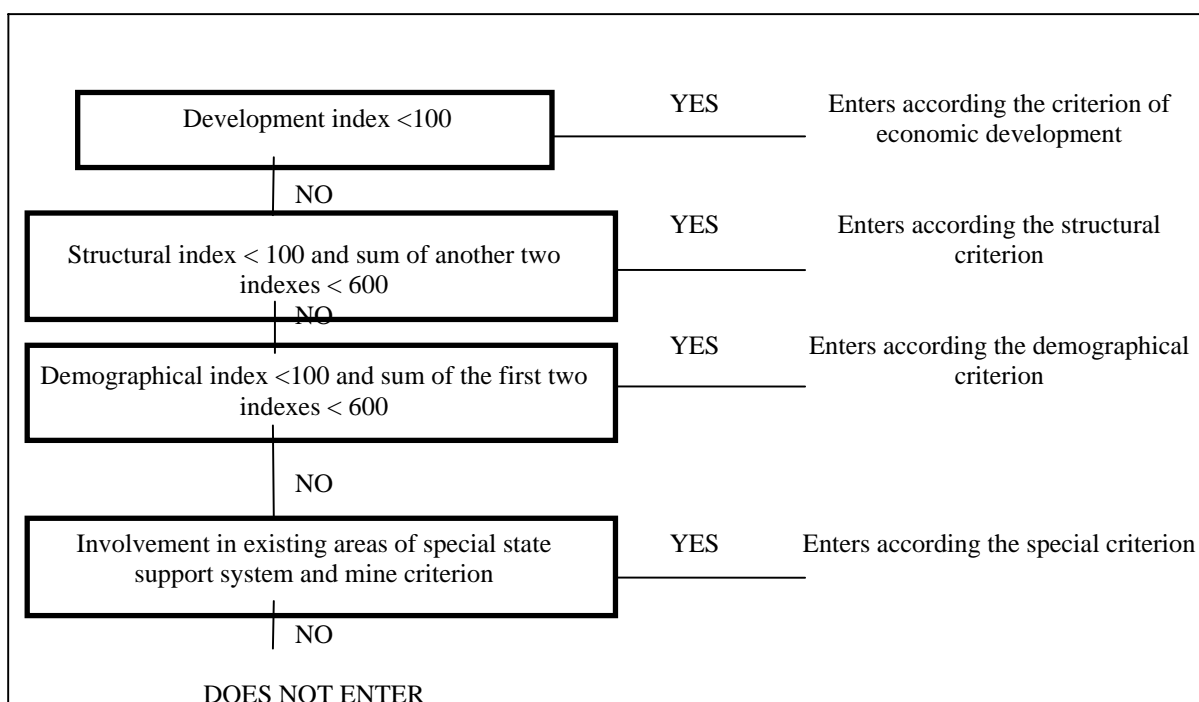 Development index <100
YES
Enters according the criterion of
economic development
NO
Structural index < 100 and sum of another two
indexes < 600
YES
Enters according the structural
criterion
NO
Demographical index <100 and sum of the first two
indexes < 600
YES
Enters according the demographical
criterion
NO
Involvement in existing areas of special state
support system and mine criterion
YES
Enters according the special criterion
NO
DOES NOT ENTER